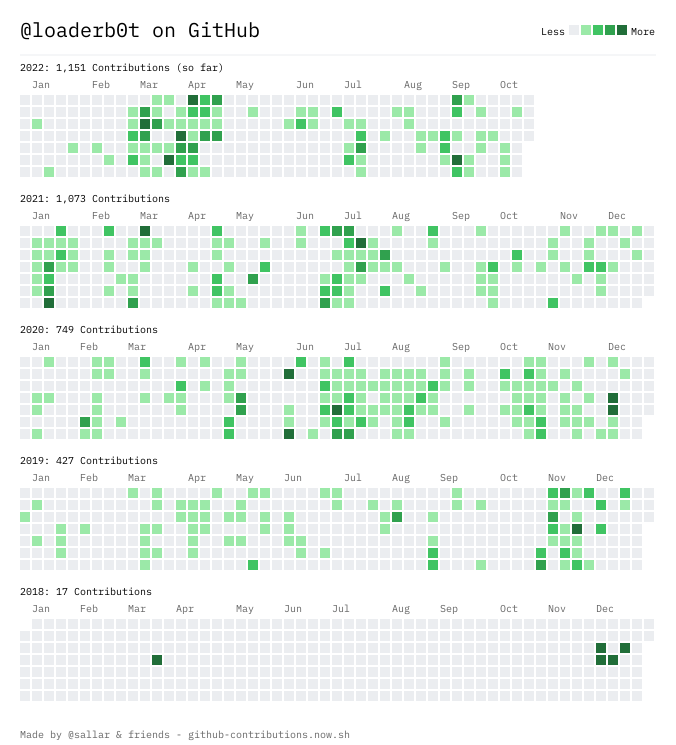 @loaderb0t on GitHub
Less More
2022: 1,151 Contributions (so far)
Jan Feb Mar Apr May Jun Jul Aug Sep Oct
2021: 1,073 Contributions
Jan Feb Mar Apr May Jun Jul Aug Sep Oct Nov Dec
2020: 749 Contributions
Jan Feb Mar Apr May Jun Jul Aug Sep Oct Nov Dec
2019: 427 Contributions
Jan Feb Mar Apr May Jun Jul Aug Sep Oct Nov Dec
2018: 17 Contributions
Jan Feb Mar Apr May Jun Jul Aug Sep Oct Nov Dec
Made by @sallar & friends - github-contributions.now.sh